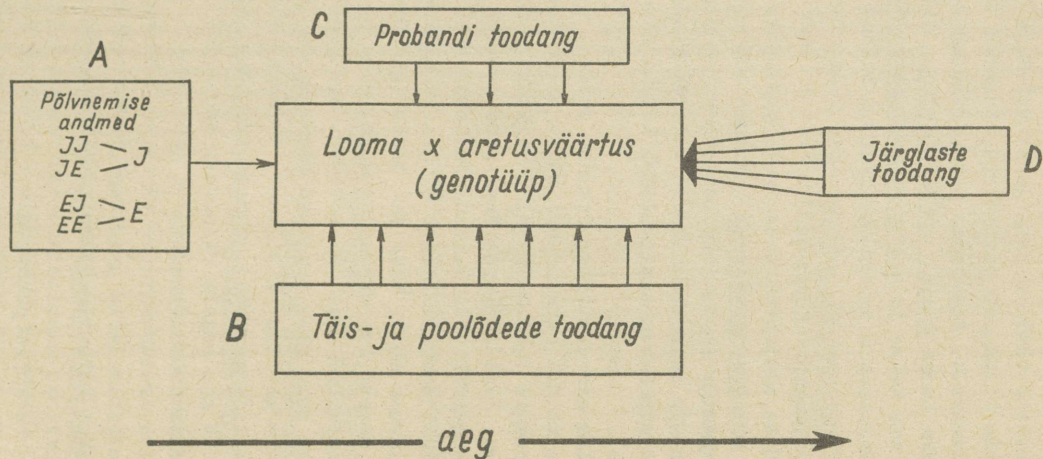 A
Põlvnemise
andmed
JJ
JE
J
EJ
EE
E
C
Probandi toodang
Looma x aretusväärtus
(genotüüp)
Järglaste
toodang
D
B
Täis- ja poolõdede toodang
aeg